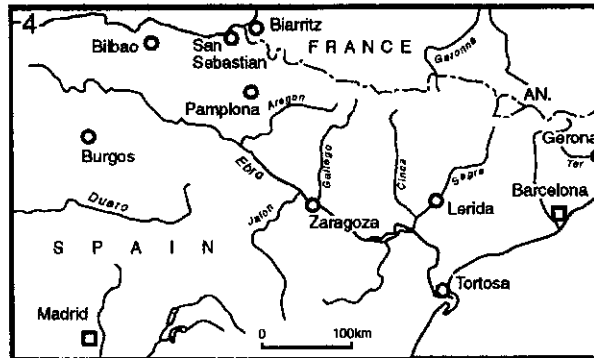 4
Biarritz
Bilbao
San
Sebastian
FRANCE
Garonne
AN.
Pamplona
Aragon
Gerona
Ter
Burgos
Ebro
Gallego
Cinca
Segre
Barcelona
Duero
Jalon
Zaragoza
Lerida
SPAIN
Tortosa
Madrid
0 100km